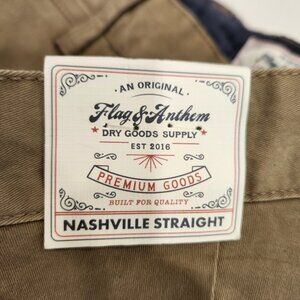 AN ORIGINAL
Flag & Anthem
DRY GOODS SUPPLY
EST 2016
PREMIUM GOODS
BUILT FOR QUALITY
NASHVILLE STRAIGHT